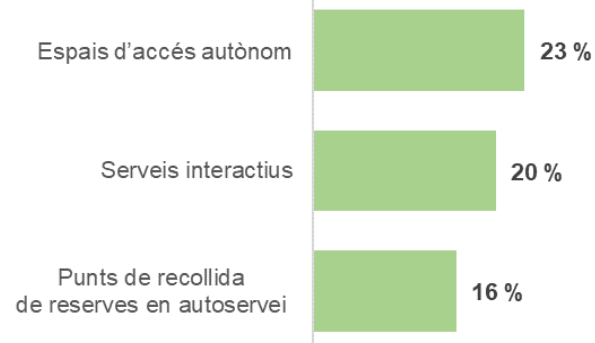 Espais d’accés autònom
23 %
Serveis interactius
20 %
Punts de recollida
de reserves en autoservei
16 %